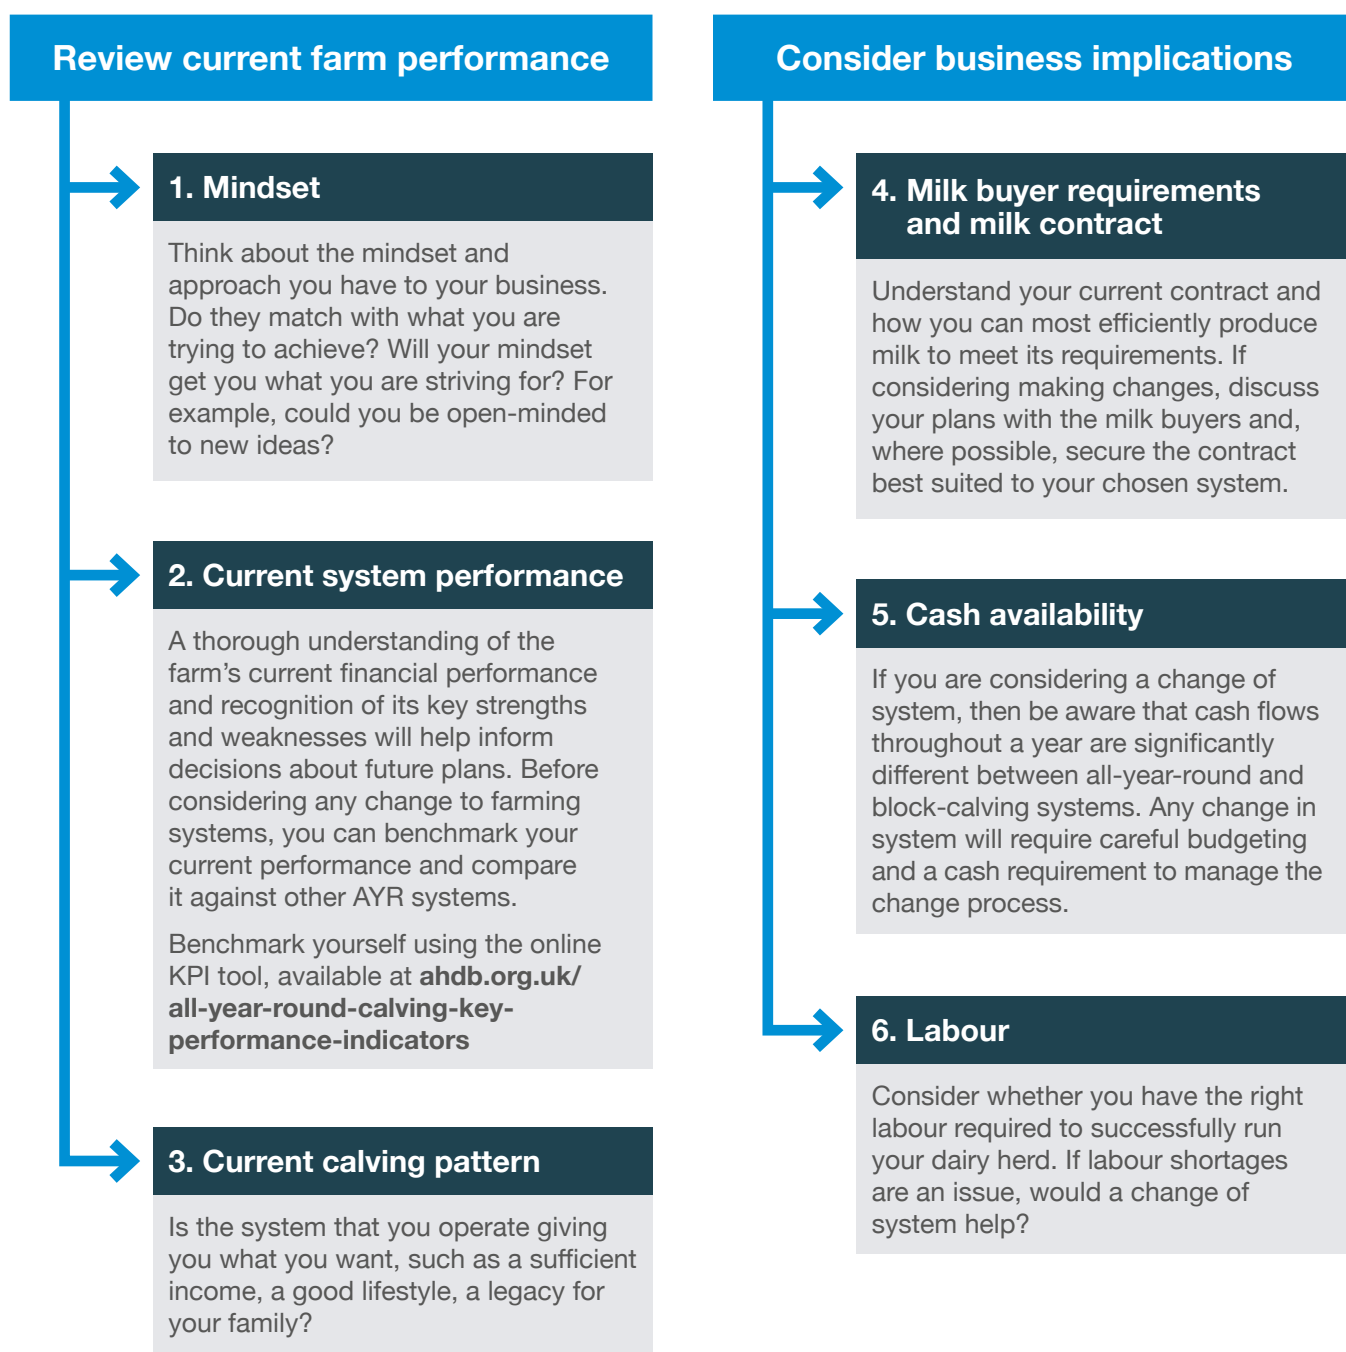 Review current farm performance
1. Mindset
Think about the mindset and
approach you have to your business.
Do they match with what you are
trying to achieve? Will your mindset
get you what you are striving for? For
example, could you be open-minded
to new ideas?
2. Current system performance
A thorough understanding of the
farm’s current financial performance
and recognition of its key strengths
and weaknesses will help inform
decisions about future plans. Before
considering any change to farming
systems, you can benchmark your
current performance and compare
it against other AYR systems.
Benchmark yourself using the online
KPI tool, available at ahdb.org.uk/
all-year-round-calving-key-
performance-indicators
3. Current calving pattern
Is the system that you operate giving
you what you want, such as a sufficient
income, a good lifestyle, a legacy for
your family?
Consider business implications
4. Milk buyer requirements
and milk contract
Understand your current contract and
how you can most efficiently produce
milk to meet its requirements. If
considering making changes, discuss
your plans with the milk buyers and,
where possible, secure the contract
best suited to your chosen system.
5. Cash availability
If you are considering a change of
system, then be aware that cash flows
throughout a year are significantly
different between all-year-round and
block-calving systems. Any change in
system will require careful budgeting
and a cash requirement to manage the
change process.
6. Labour
Consider whether you have the right
labour required to successfully run
your dairy herd. If labour shortages
are an issue, would a change of
system help?